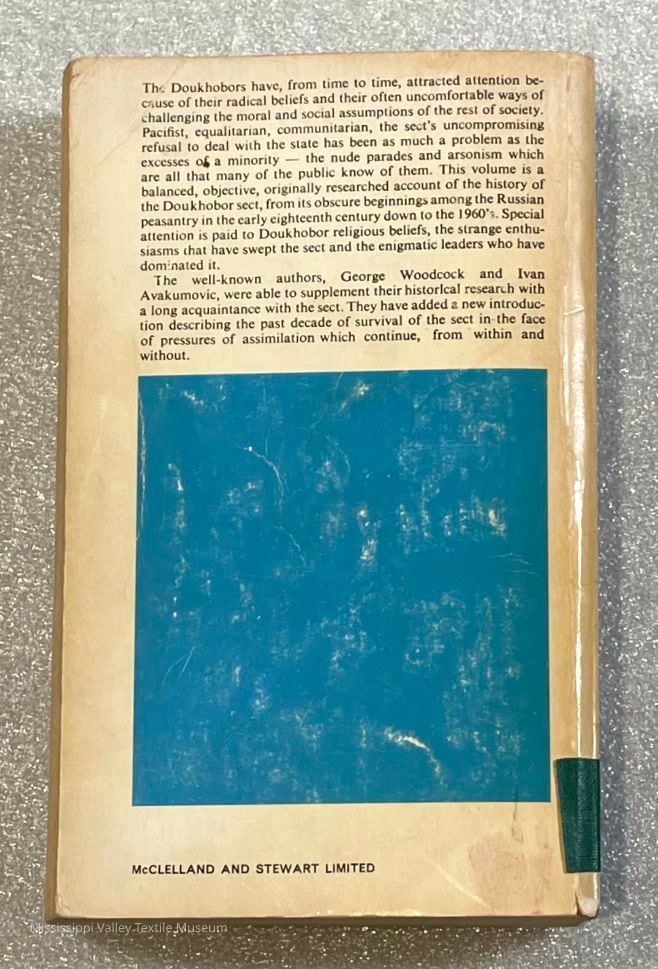 The Doukhobors have, from time to time, attracted attention be-
cause of their radical beliefs and their often uncomfortable ways of
challenging the moral and social assumptions of the rest of society.
Pacifist, equalitarian, communitarian, the sect's uncompromising
refusal to deal with the state has been as much a problem as the
excesses of a minority — the nude parades and arsonism which
are all that many of the public know of them. This volume is a
balanced, objective, originally researched account of the history of
the Doukhobor sect, from its obscure beginnings among the Russian
peasantry in the early eighteenth century down to the 1960's. Special
attention is paid to Doukhobor religious beliefs, the strange enthu-
siasms that have swept the sect and the enigmatic leaders who have
dominated it.
The well-known authors, George Woodcock and Ivan
Avakumovic, were able to supplement their historical research with
a long acquaintance with the sect. They have added a new introduc-
tion describing the past decade of survival of the sect in the face
of pressures of assimilation which continue, from within and
without.
McCLELLAND AND STEWART LIMITED
Mississippi Valley Textile Museum